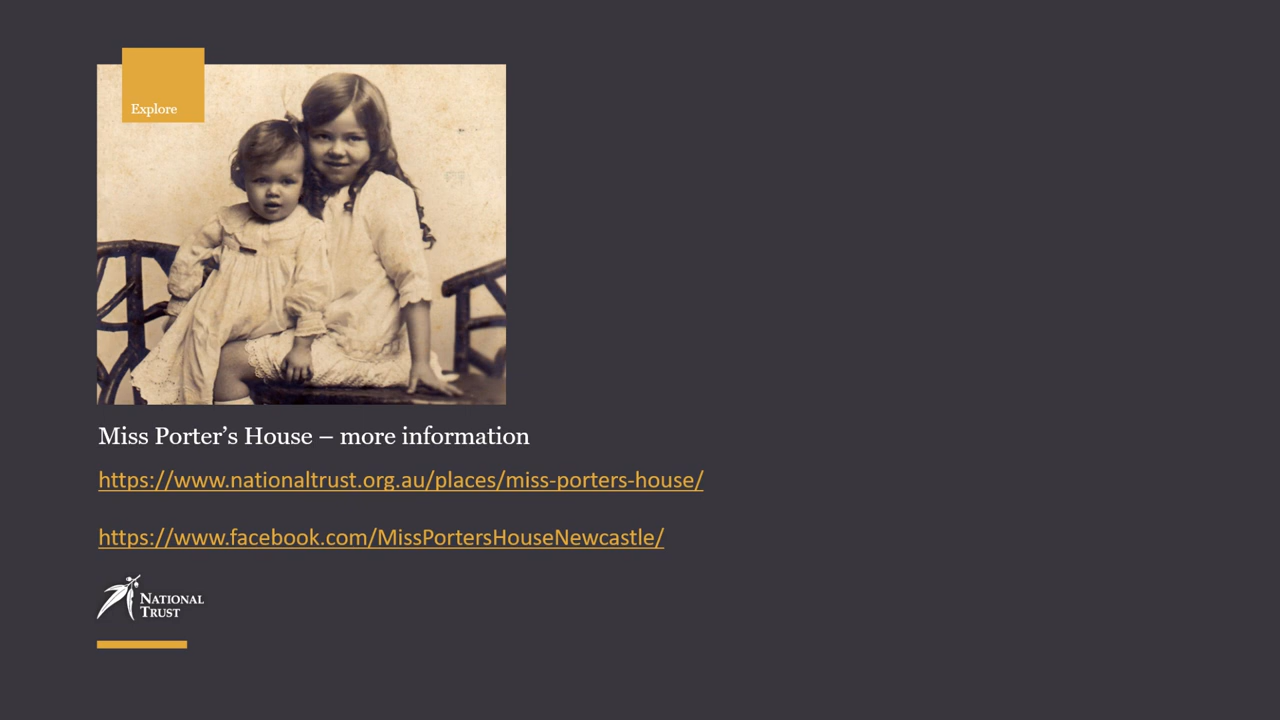 Explore
Miss Porter’s House – more information
https://www.nationaltrust.org.au/places/miss-porters-house/
https://www.facebook.com/MissPortersHouseNewcastle/
NATIONAL
TRUST